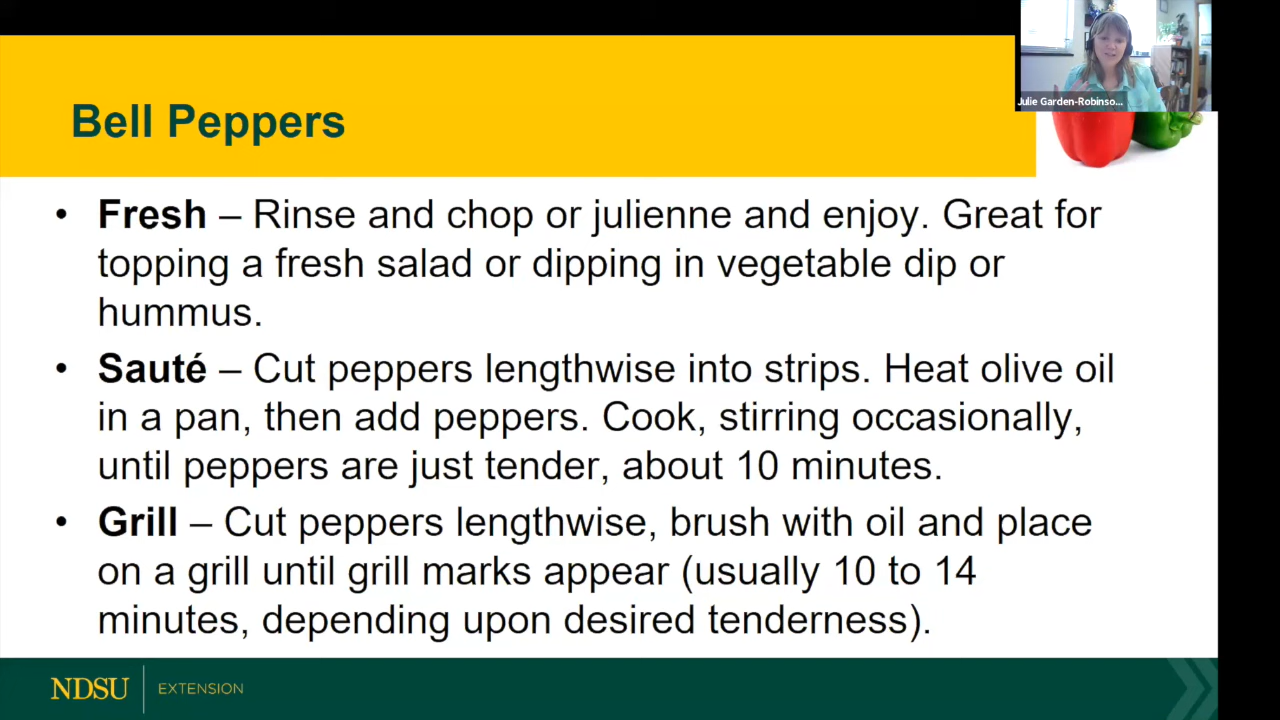 Julie Garden-Robinso...
Bell Peppers
• Fresh – Rinse and chop or julienne and enjoy. Great for
topping a fresh salad or dipping in vegetable dip or
hummus.
• Sauté – Cut peppers lengthwise into strips. Heat olive oil
in a pan, then add peppers. Cook, stirring occasionally,
until peppers are just tender, about 10 minutes.
• Grill – Cut peppers lengthwise, brush with oil and place
on a grill until grill marks appear (usually 10 to 14
minutes, depending upon desired tenderness).
NDSU EXTENSION